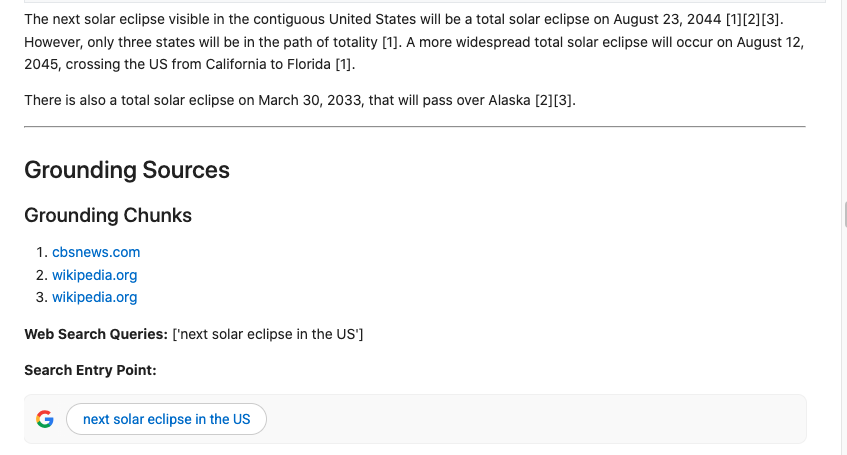 The next solar eclipse visible in the contiguous United States will be a total solar eclipse on August 23, 2044 [1][2][3].
However, only three states will be in the path of totality [1]. A more widespread total solar eclipse will occur on August 12,
2045, crossing the US from California to Florida [1].
There is also a total solar eclipse on March 30, 2033, that will pass over Alaska [2][3].
Grounding Sources
Grounding Chunks
1. cbsnews.com
2. wikipedia.org
3. wikipedia.org
Web Search Queries: ['next solar eclipse in the US']
Search Entry Point:
next solar eclipse in the US